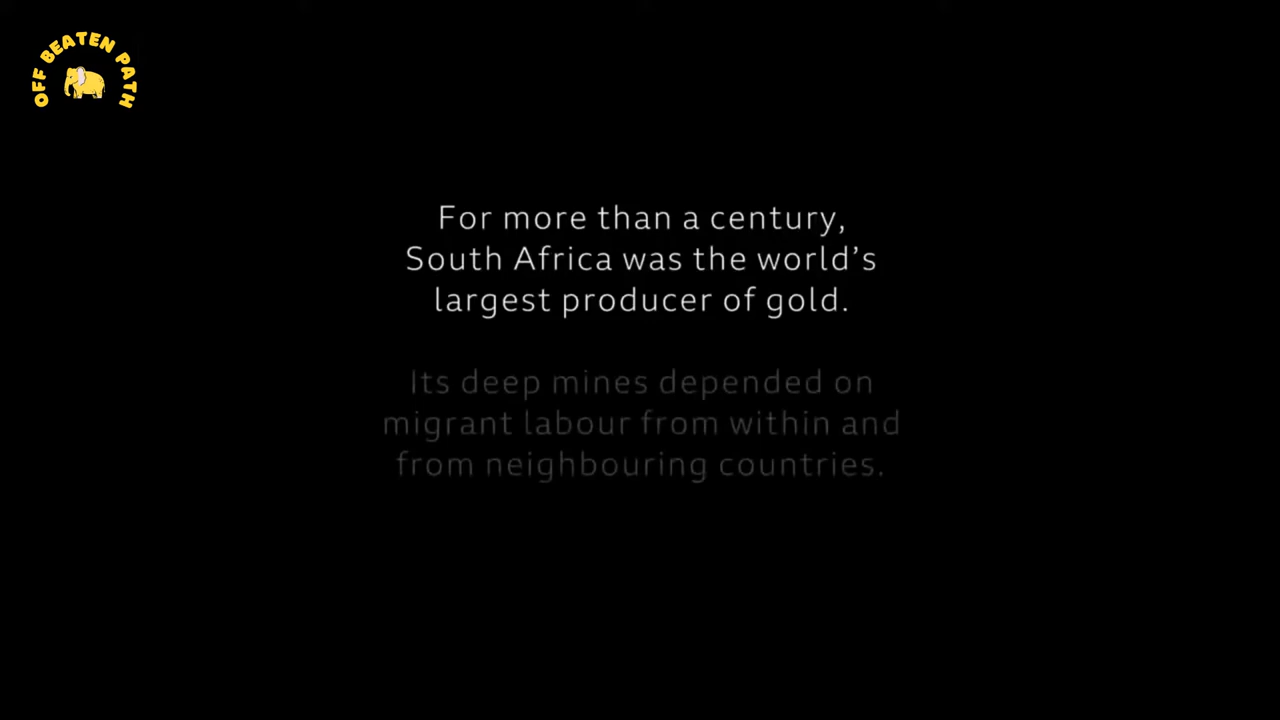 OFF BEATEN PATH
For more than a century,
South Africa was the world’s
largest producer of gold.
Its deep mines depended on
migrant labour from within and
from neighbouring countries.